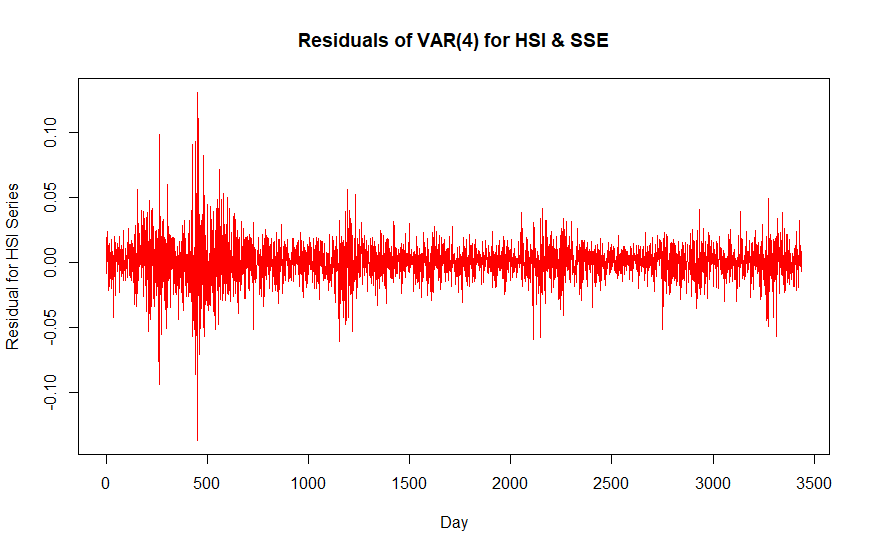 Residuals of VAR(4) for HSI & SSE
Residual for HSI Series
0.10
0.05
0.00
-0.05
-0.10
0 500 1000 1500 2000 2500 3000 3500
Day